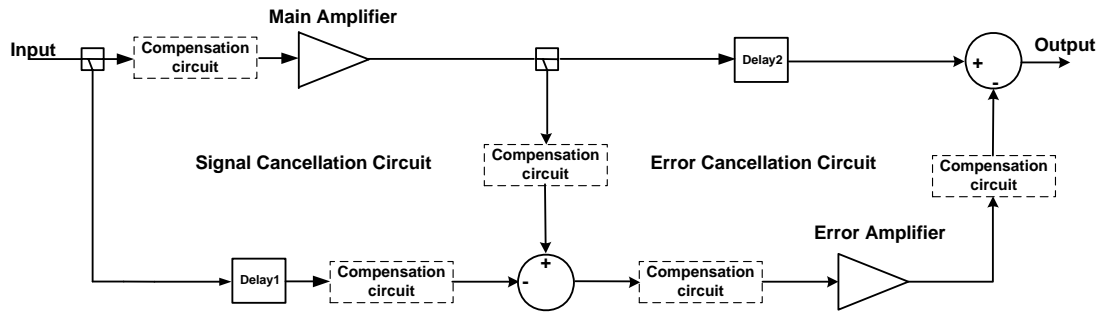 Main Amplifier
Input
Compensation
circuit
Delay2
+
-
Output
Signal Cancellation Circuit
Compensation
circuit
Error Cancellation Circuit
Compensation
circuit
Error Amplifier
Delay1
Compensation
circuit
+
-
Compensation
circuit